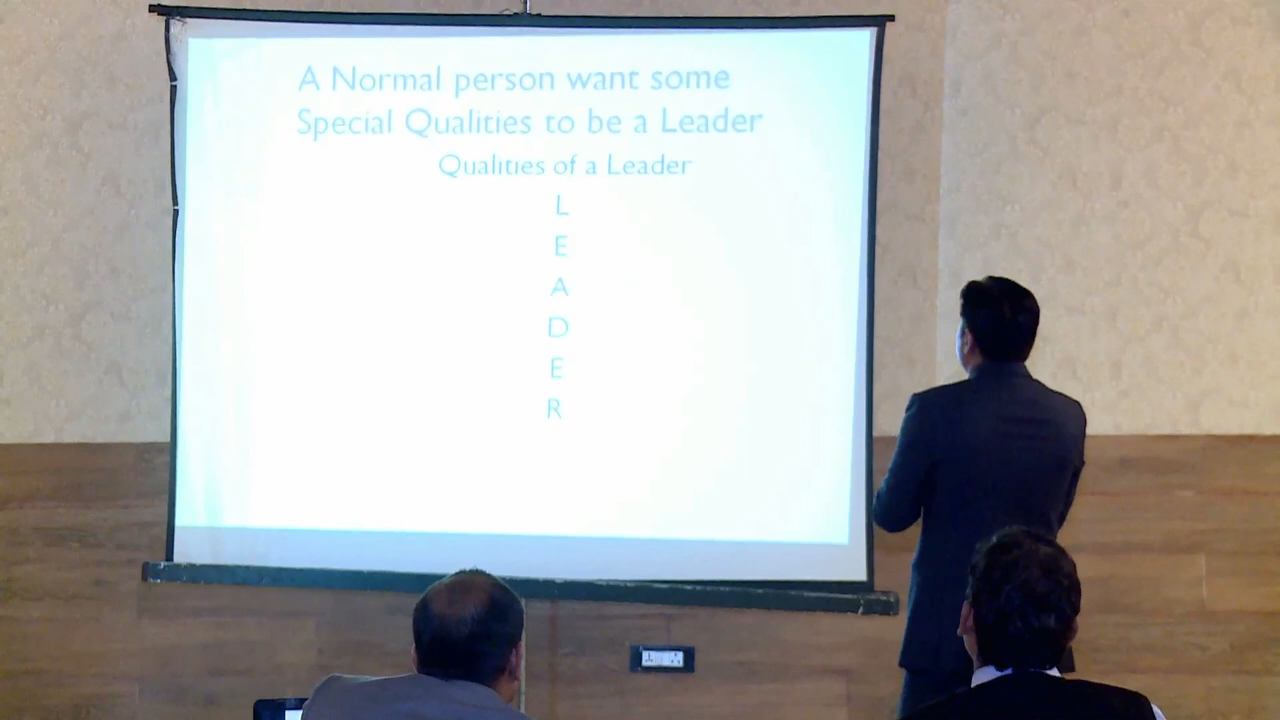 A Normal person want some
Special Qualities to be a Leader
Qualities of a Leader
L
E
A
D
E
R